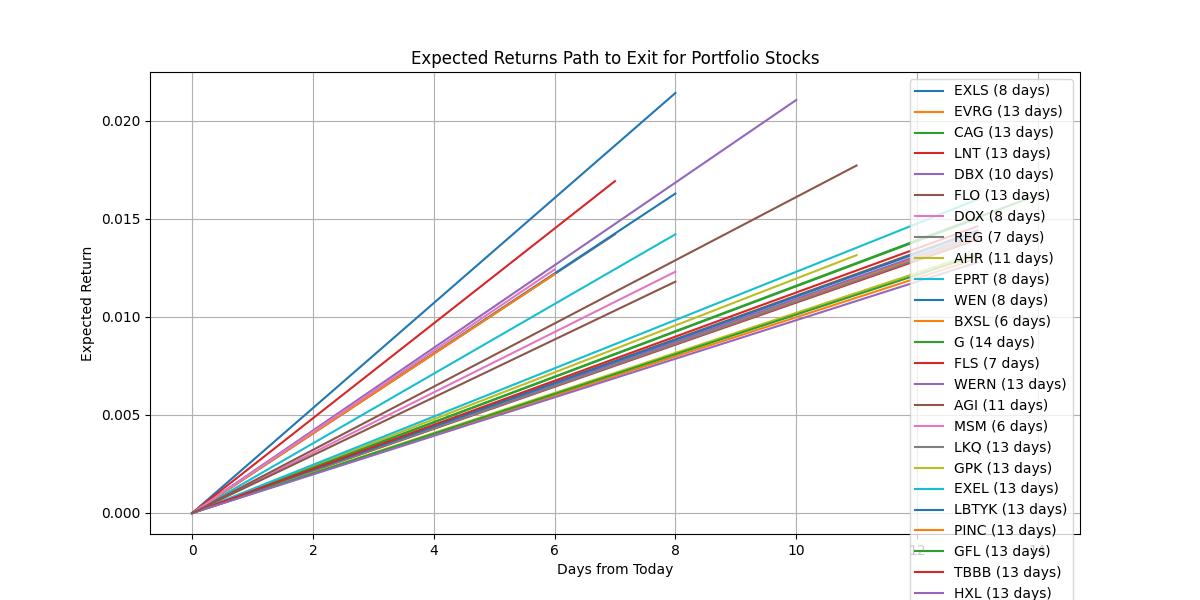 Expected Returns Path to Exit for Portfolio Stocks
Expected Return
0.020
0.015
0.010
0.005
0.000
0
2
4
6
8
10
12
Days from Today
EXLS (8 days)
EVRG (13 days)
CAG (13 days)
LNT (13 days)
DBX (10 days)
FLO (13 days)
DOX (8 days)
REG (7 days)
AHR (11 days)
EPRT (8 days)
WEN (8 days)
BXSL (6 days)
G (14 days)
FLS (7 days)
WERN (13 days)
AGI (11 days)
MSM (6 days)
LKQ (13 days)
GPK (13 days)
EXEL (13 days)
LBTYK (13 days)
PINC (13 days)
GFL (13 days)
TBBB (13 days)
HXL (13 days)